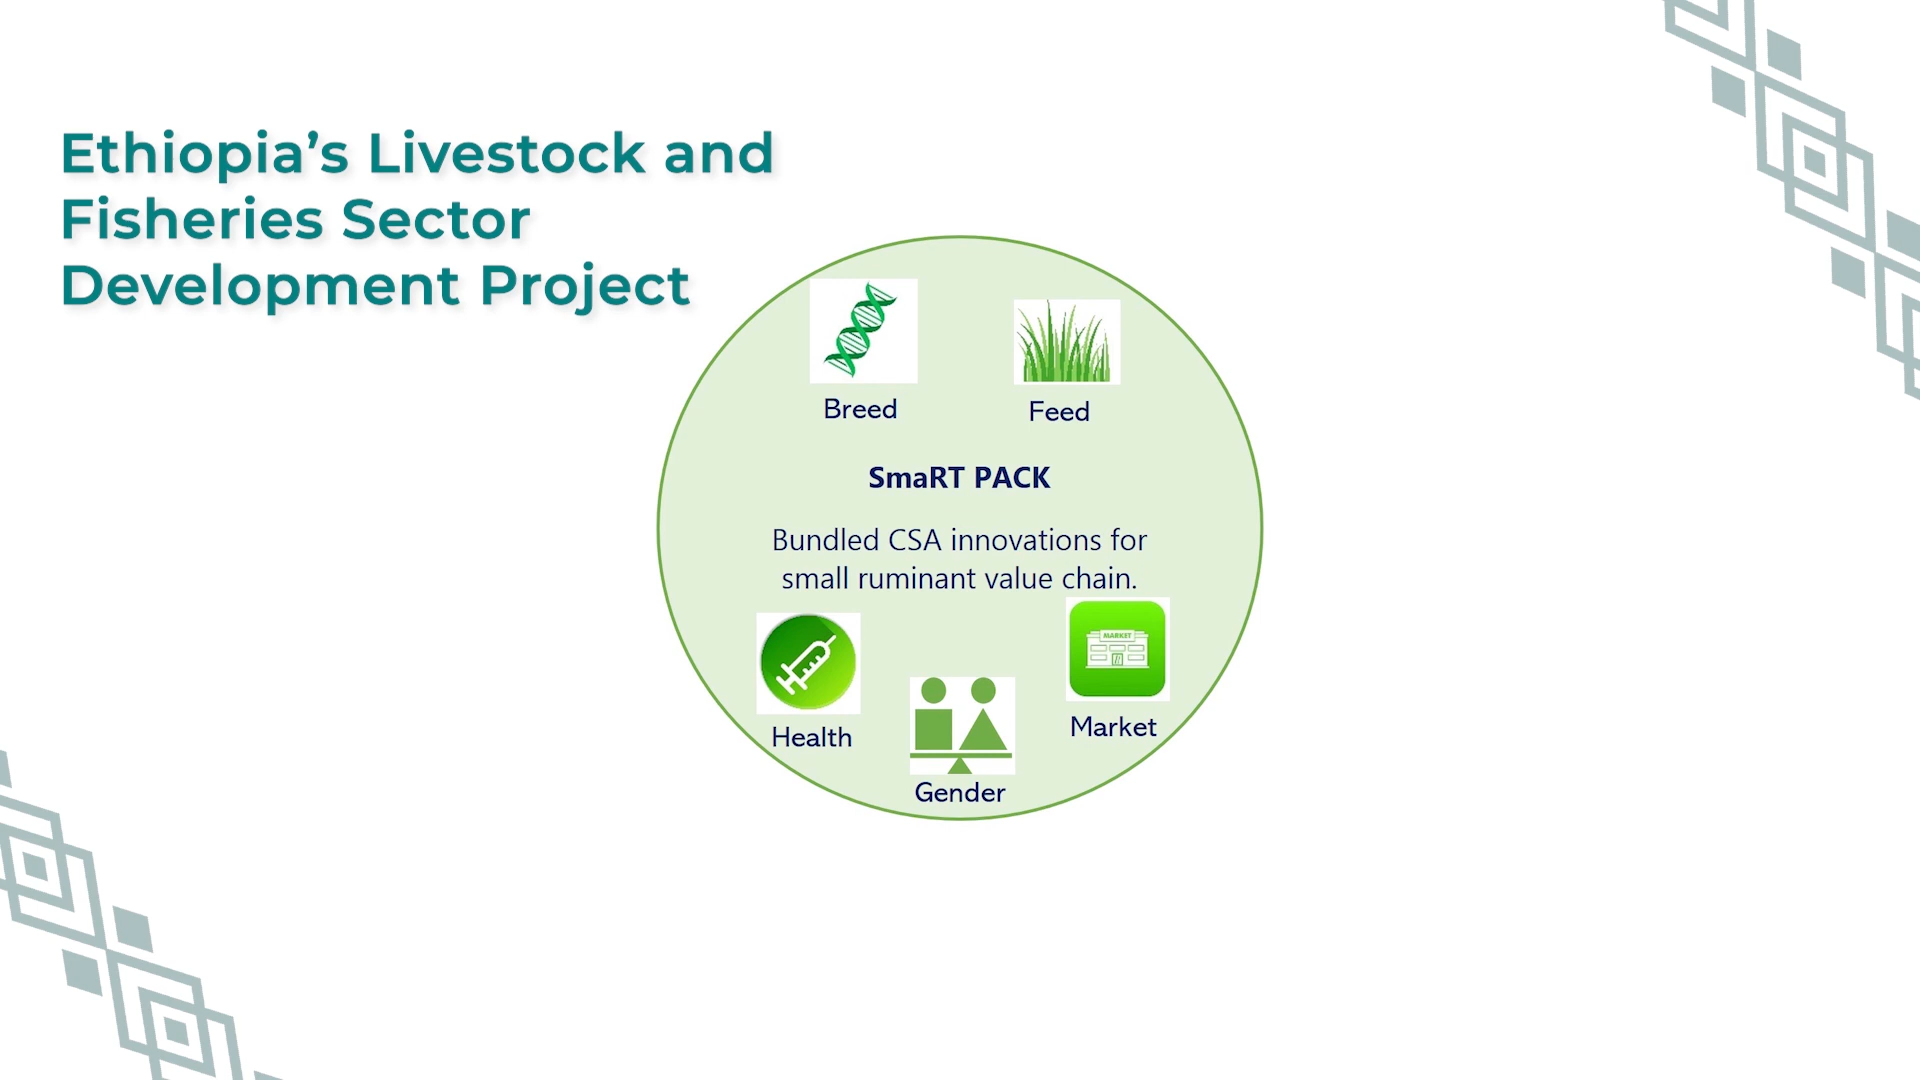 Ethiopia’s Livestock and
Fisheries Sector
Development Project
Breed
Feed
SmaRT PACK
Bundled CSA innovations for
small ruminant value chain.
MARKET
Health
Market
Gender